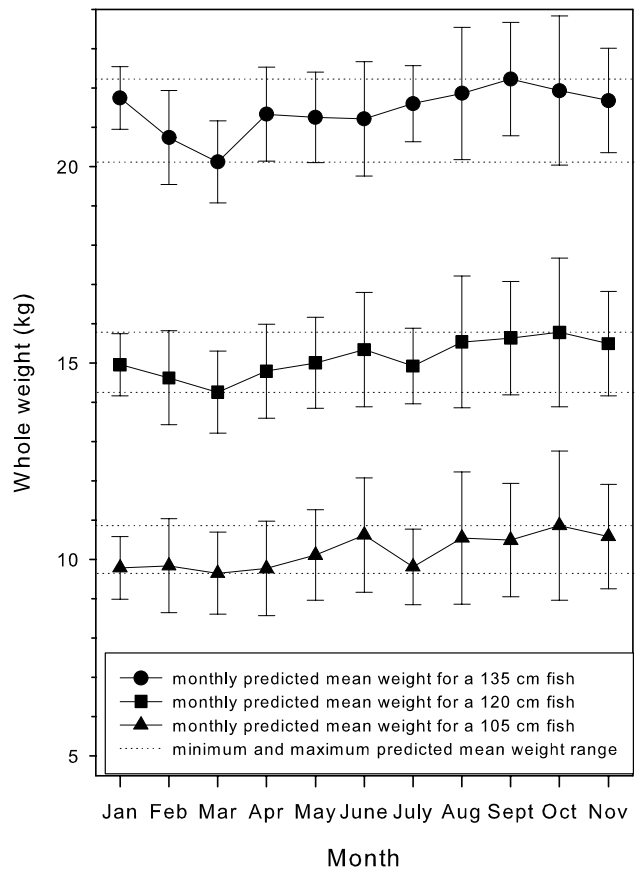 Whole weight (kg)
20
15
10
5
monthly predicted mean weight for a 135 cm fish
monthly predicted mean weight for a 120 cm fish
monthly predicted mean weight for a 105 cm fish
minimum and maximum predicted mean weight range
Jan Feb Mar Apr May June July Aug Sept Oct Nov
Month